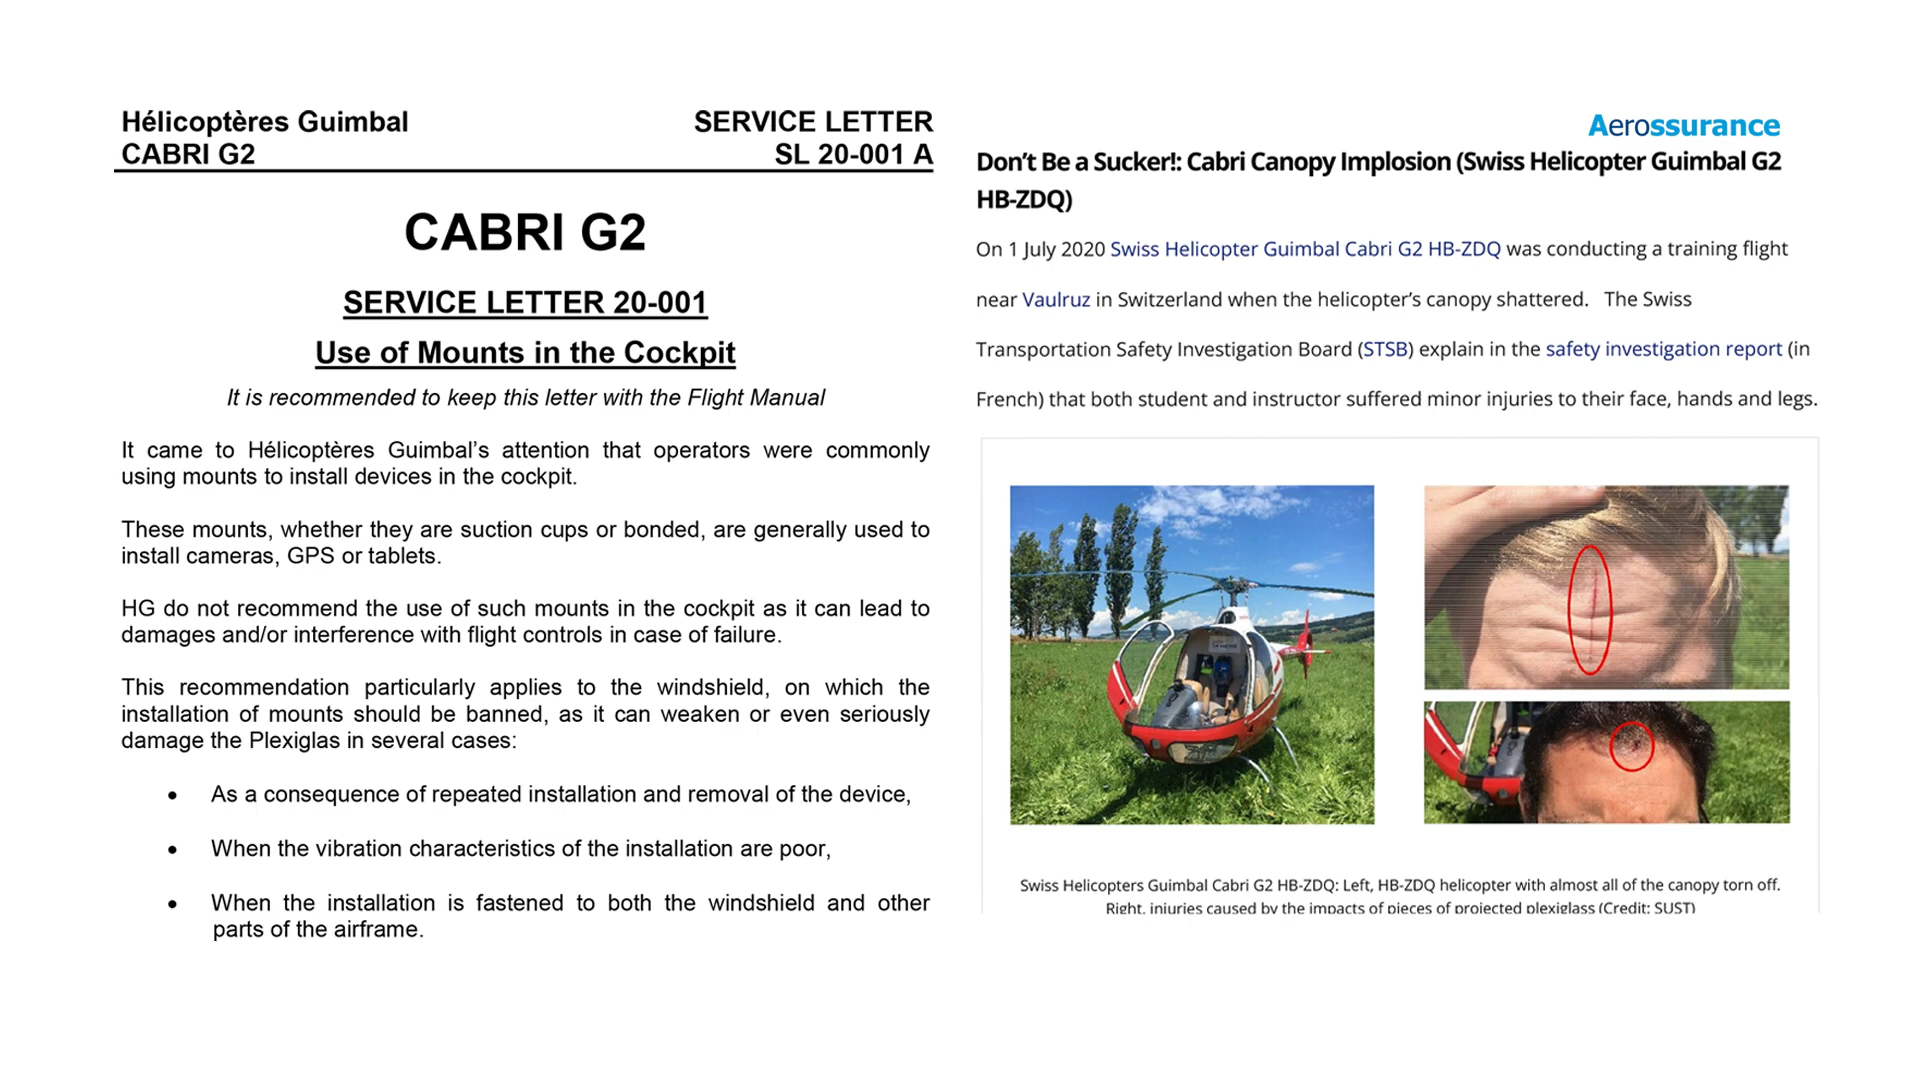 Hélicoptères Guimbal
CABRI G2
SERVICE LETTER
SL 20-001 A
CABRI G2
SERVICE LETTER 20-001
Use of Mounts in the Cockpit
It is recommended to keep this letter with the Flight Manual
It came to Hélicoptères Guimbal’s attention that operators were commonly
using mounts to install devices in the cockpit.
These mounts, whether they are suction cups or bonded, are generally used to
install cameras, GPS or tablets.
HG do not recommend the use of such mounts in the cockpit as it can lead to
damages and/or interference with flight controls in case of failure.
This recommendation particularly applies to the windshield, on which the
installation of mounts should be banned, as it can weaken or even seriously
damage the Plexiglas in several cases:
• As a consequence of repeated installation and removal of the device,
• When the vibration characteristics of the installation are poor,
• When the installation is fastened to both the windshield and other
parts of the airframe.
Aerossurance
Don’t Be a Sucker!: Cabri Canopy Implosion (Swiss Helicopter Guimbal G2
HB-ZDQ)
On 1 July 2020 Swiss Helicopter Guimbal Cabri G2 HB-ZDQ was conducting a training flight
near Vaulruz in Switzerland when the helicopter’s canopy shattered. The Swiss
Transportation Safety Investigation Board (STSB) explain in the safety investigation report (in
French) that both student and instructor suffered minor injuries to their face, hands and legs.
Swiss Helicopters Guimbal Cabri G2 HB-ZDQ: Left, HB-ZDQ helicopter with almost all of the canopy torn off.
Right, injuries caused by the impacts of pieces of projected plexiglass (Credit: SUST)